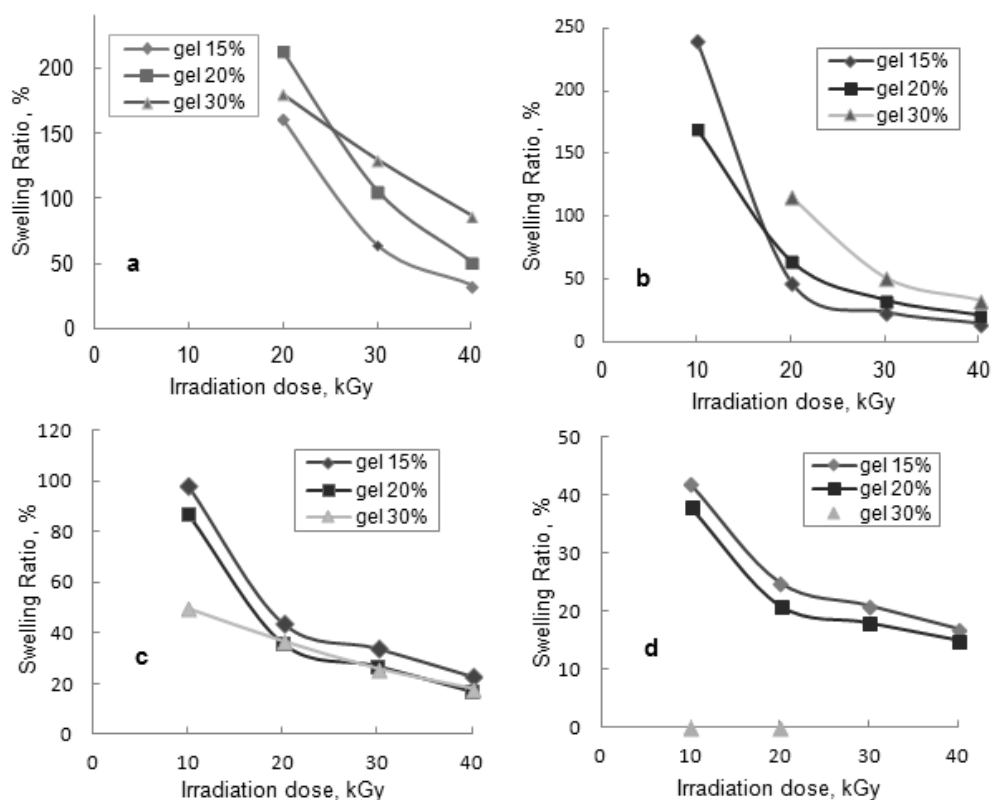 gel 15%
gel 20%
gel 30%
Swelling Ratio, %
200
150
100
50
0
a
0 10 20 30 40
Irradiation dose, kGy
gel 15%
gel 20%
gel 30%
Swelling Ratio, %
250
200
150
100
50
0
b
0 10 20 30 40
Irradiation dose, kGy
gel 15%
gel 20%
gel 30%
Swelling Ratio, %
120
100
80
60
40
20
0
c
0 10 20 30 40
Irradiation dose, kGy
gel 15%
gel 20%
gel 30%
Swelling Ratio, %
50
40
30
20
10
0
d
0 10 20 30 40
Irradiation dose, kGy